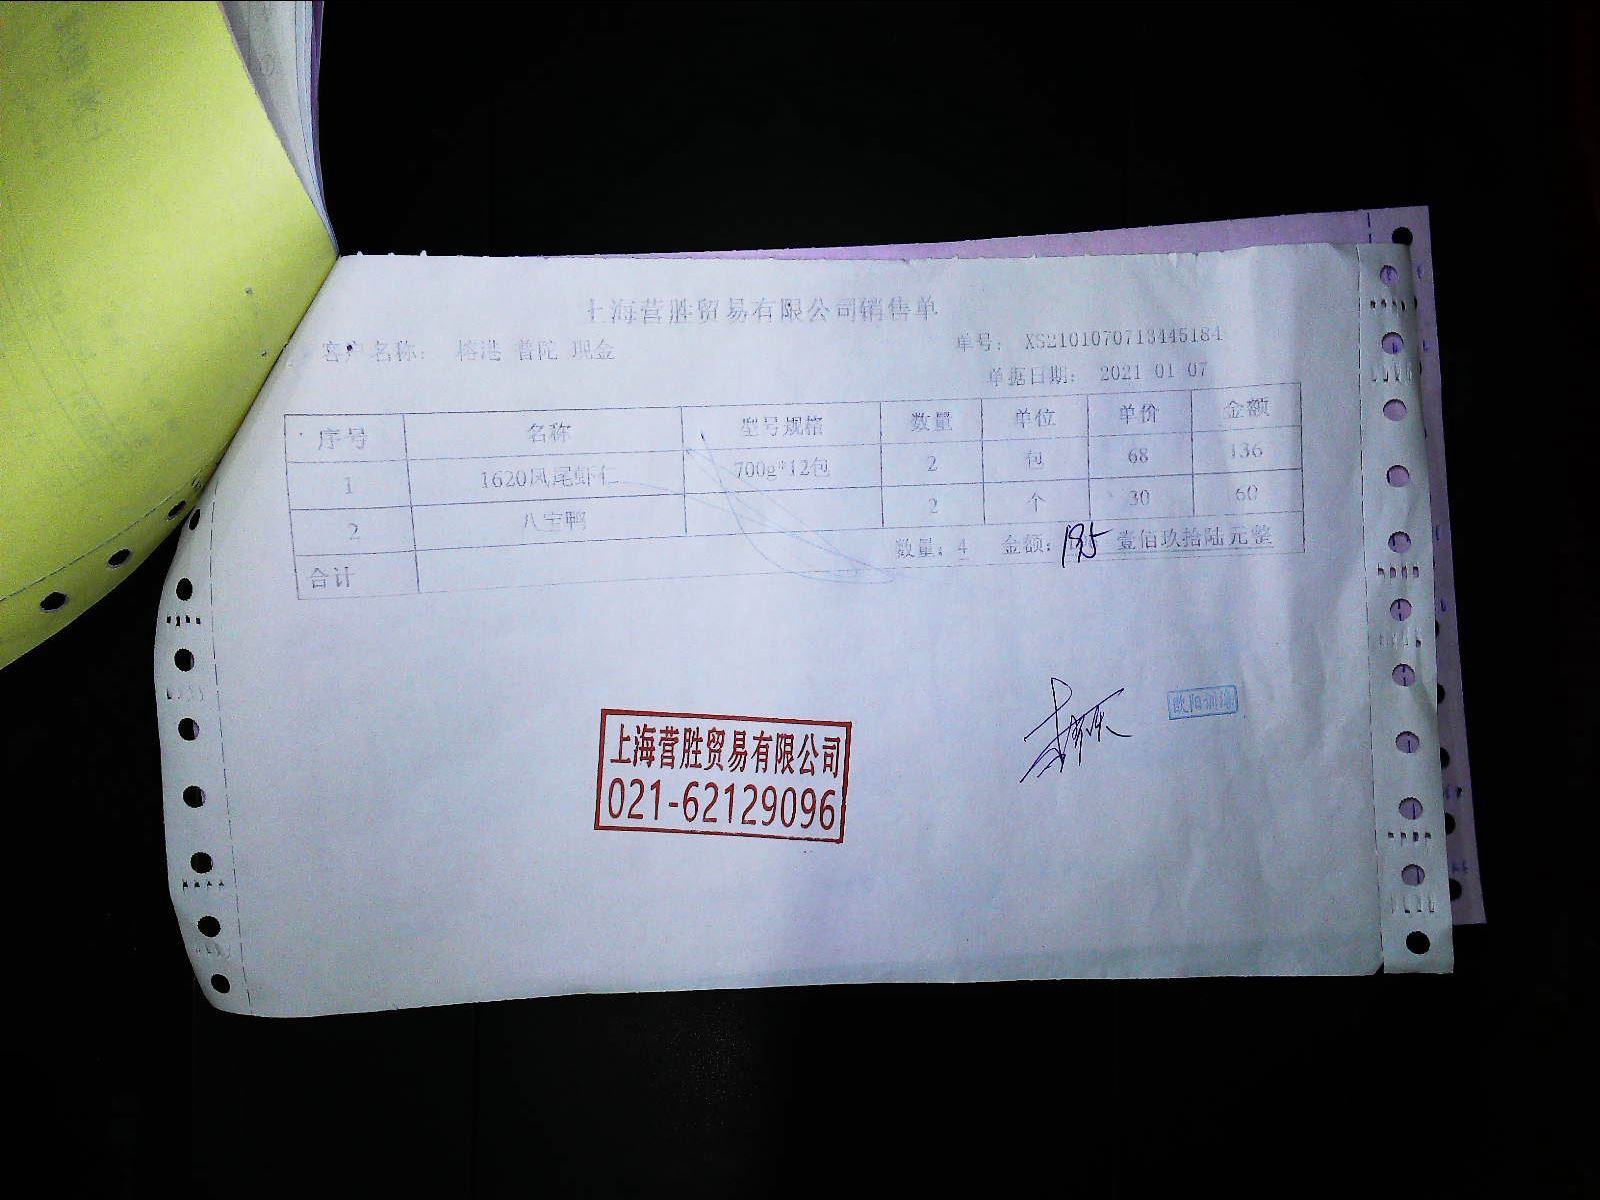 上海营胜贸易有限公司销售单
客户名称： 榕港 普陀 现金
单号： XS2101070713445184
单据日期： 2021 01 07
序号 名称 型号规格 数量 单位 单价 金额
1 1620凤尾虾仁 700g*12包 2 包 68 136
2 八宝鸭 2 个 30 60
合计 数量：4 金额：195 壹佰玖拾陆元整
上海营胜贸易有限公司
021-62129096